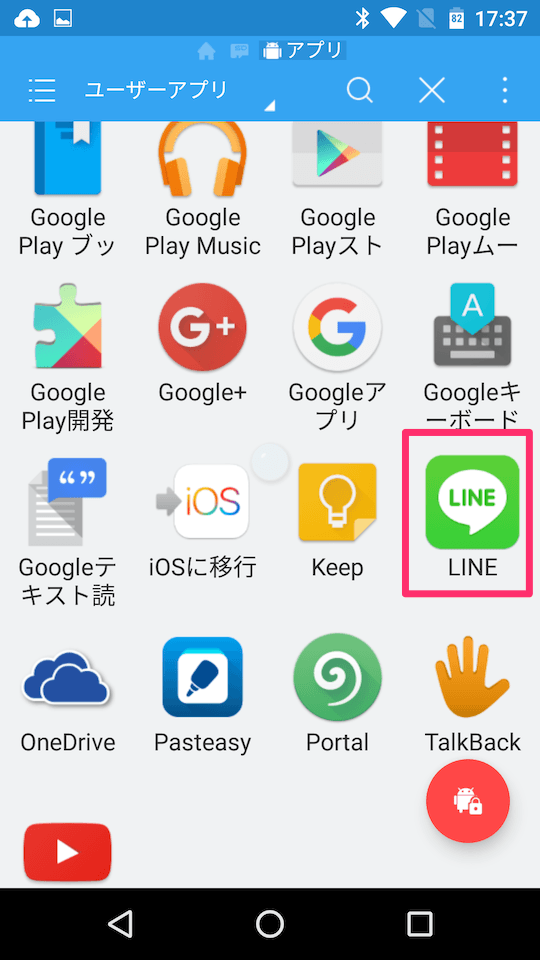 82 17:37
アプリ
ユーザーアプリ
Google Play ブッ
Google Play Music
Google Playスト
Google Playムー
G+
G
A
Google Play開発
Google+
Googleアプリ
Googleキーボード
“ ”
iOS
LINE
Googleテキスト読
iOSに移行
Keep
LINE
OneDrive
Pasteasy
Portal
TalkBack